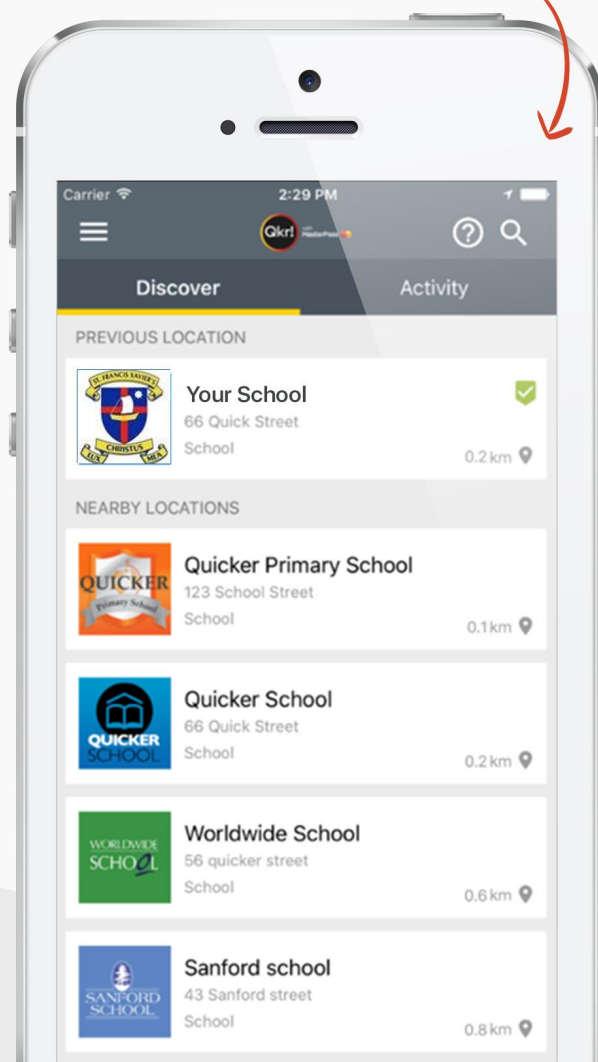 Carrier
2:29 PM
Qkr! with MasterPass
Discover
Activity
PREVIOUS LOCATION
ST. FRANCIS XAVIER'S
CHRISTUS
LUX
MEA
Your School
66 Quick Street
School
0.2 km
NEARBY LOCATIONS
QUICKER
Primary School
Quicker Primary School
123 School Street
School
0.1 km
QUICKER
SCHOOL
Quicker School
66 Quick Street
School
0.2 km
WORLDWIDE
SCHOOL
Worldwide School
56 quicker street
School
0.6 km
SANFORD
SCHOOL
Sanford school
43 Sanford street
School
0.8 km